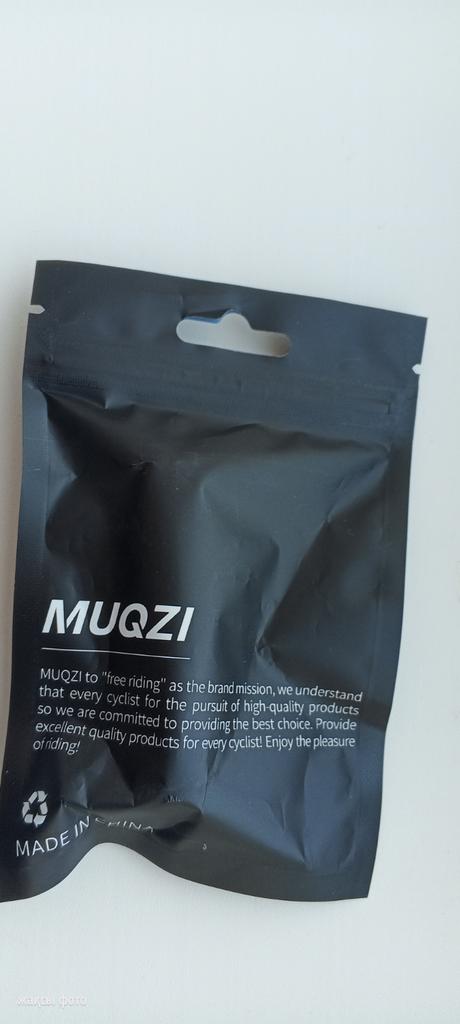 MUQZI
MUQZI to "free riding" as the brand mission, we understand
that every cyclist for the pursuit of high-quality products
so we are committed to providing the best choice. Provide
excellent quality products for every cyclist! Enjoy the pleasure
of riding!
MADE IN CHINA
жақсы фото